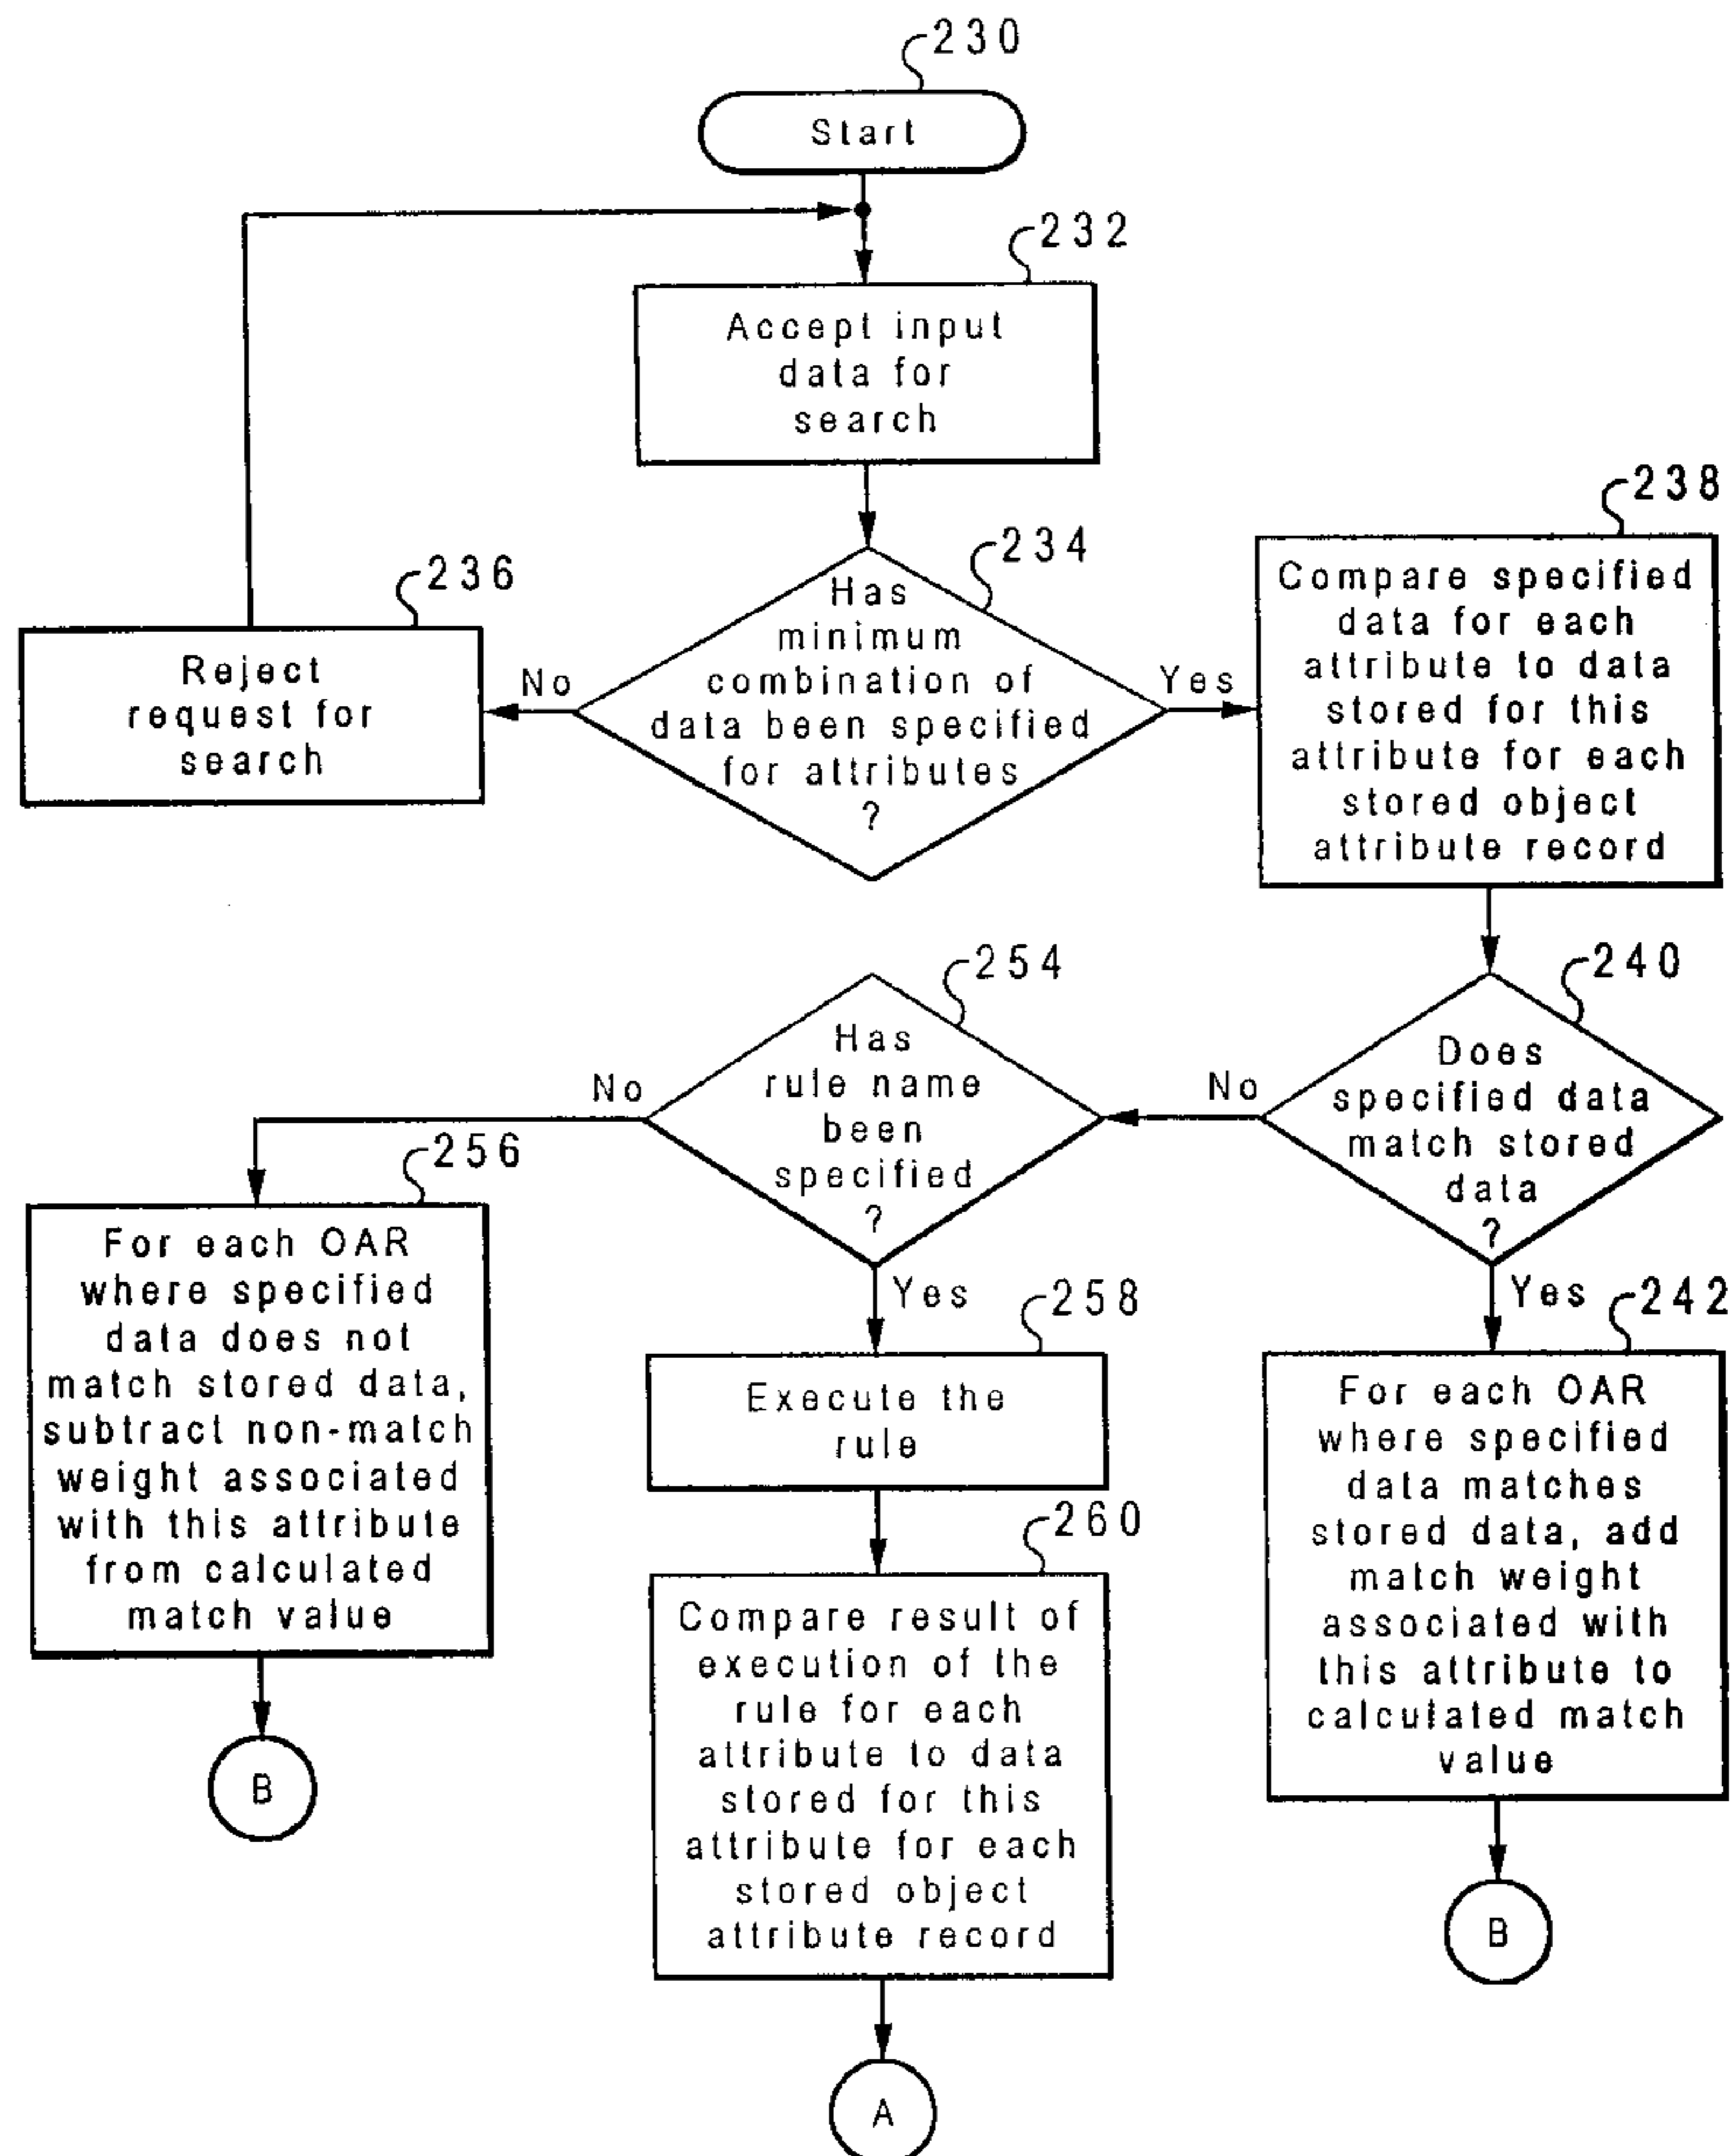 230
Start
232
Accept input
data for
search
234
Has
minimum
combination of
data been specified
for attributes
?
No
Yes
236
Reject
request for
search
238
Compare specified
data for each
attribute to data
stored for this
attribute for each
stored object
attribute record
240
Does
specified data
match stored
data
?
No
Yes
254
Has
rule name
been
specified
?
No
Yes
256
For each OAR
where specified
data does not
match stored data,
subtract non-match
weight associated
with this attribute
from calculated
match value
B
258
Execute the
rule
260
Compare result of
execution of the
rule for each
attribute to data
stored for this
attribute for each
stored object
attribute record
A
242
For each OAR
where specified
data matches
stored data, add
match weight
associated with
this attribute to
calculated match
value
B